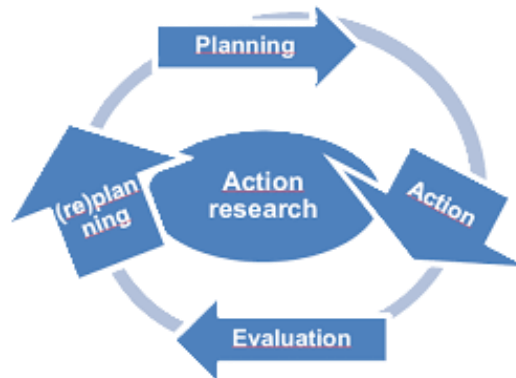 Planning
Action
research
Action
(re)plan
ning
Evaluation